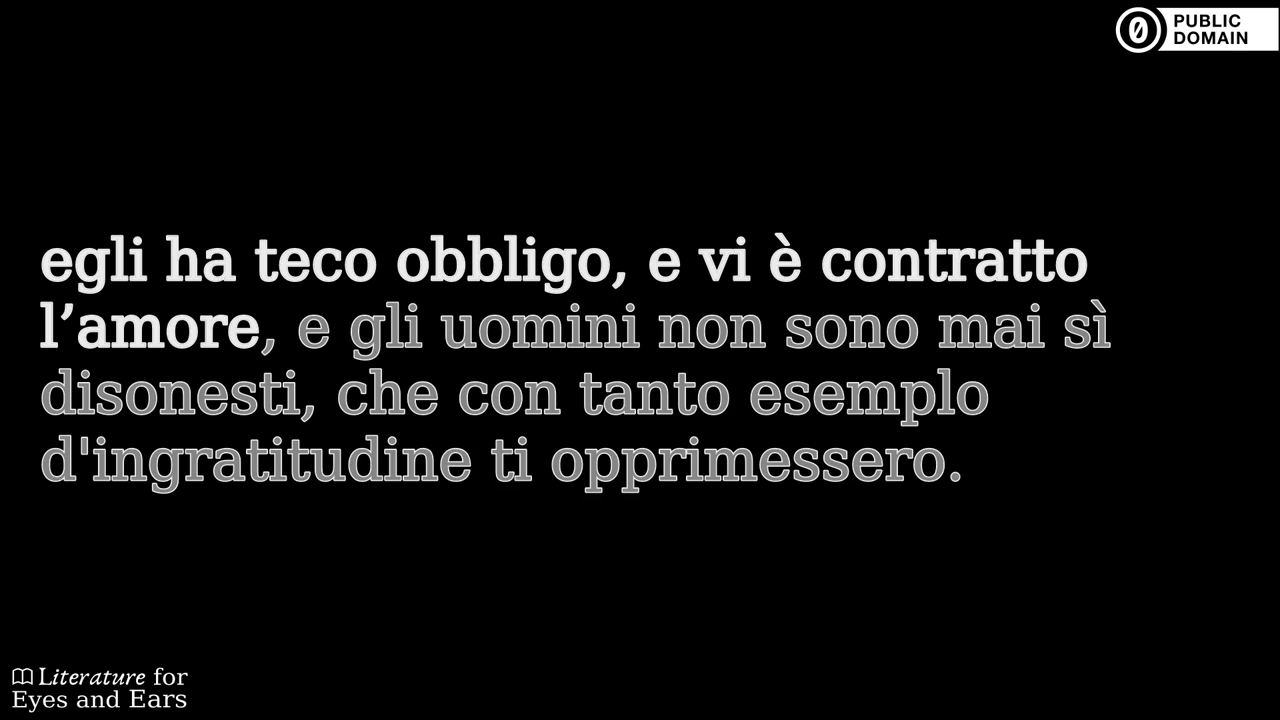 PUBLIC
DOMAIN
egli ha teco obbligo, e vi è contratto
l’amore, e gli uomini non sono mai sì
disonesti, che con tanto esemplo
d'ingratitudine ti opprimessero.
Literature for
Eyes and Ears